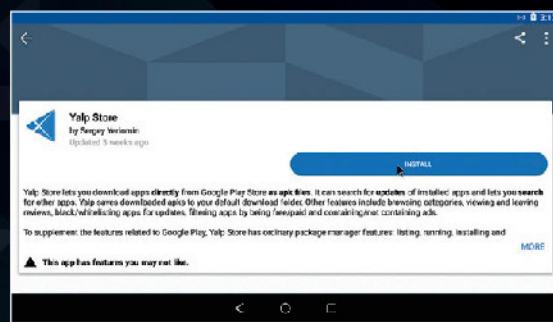 3:1
Yalp Store
by Sergey Yeriomin
Updated 3 weeks ago
INSTALL
Yalp Store lets you download apps directly from Google Play Store as apk files. It can search for updates of installed apps and lets you search
for other apps. Yalp saves downloaded apks to your default download folder. Other features include browsing categories, viewing and leaving
reviews, black/whitelisting apps for updates, filtering apps by being free/paid and containing/not containing ads.
To supplement the features related to Google Play, Yalp Store has ordinary package manager features: listing, running, installing and
MORE
This app has features you may not like.